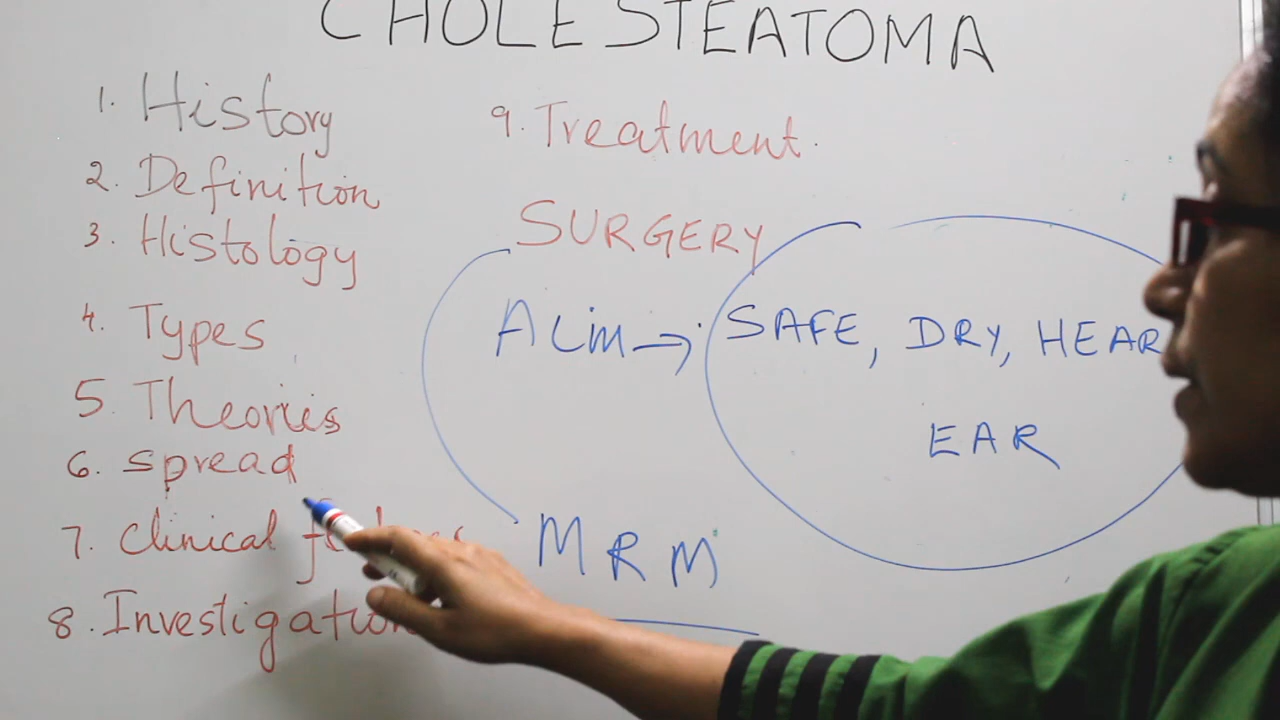 CHOLESTEATOMA
1. History
2. Definition
3. Histology
4. Types
5. Theories
6. Spread
7. Clinical
8. Investigation
9. Treatment.
SURGERY
Aim → SAFE, DRY, HEAR
EAR
MRM